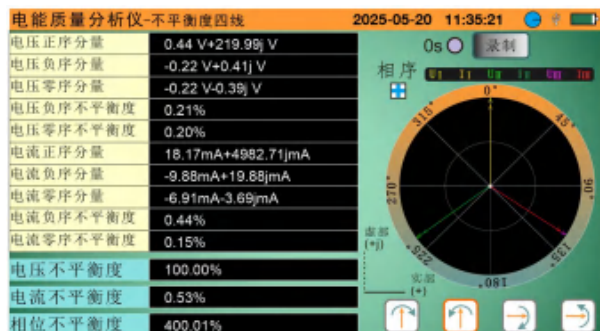 电能质量分析仪-不平衡度四线 2025-05-20 11:35:21
电压正序分量 0.44 V+219.99j V
电压负序分量 -0.22 V+0.41j V
电压零序分量 -0.22 V-0.39j V
电压负序不平衡度 0.21%
电压零序不平衡度 0.20%
电流正序分量 18.17mA+4982.71jmA
电流负序分量 -9.88mA+19.88jmA
电流零序分量 -6.91mA-3.69jmA
电流负序不平衡度 0.44%
电流零序不平衡度 0.15%
电压不平衡度 100.00%
电流不平衡度 0.53%
相位不平衡度 400.01%
0s 录制
相序
0°
45°
90°
135°
180°
225°
270°
315°
虚部
(*j)
实部
(*)